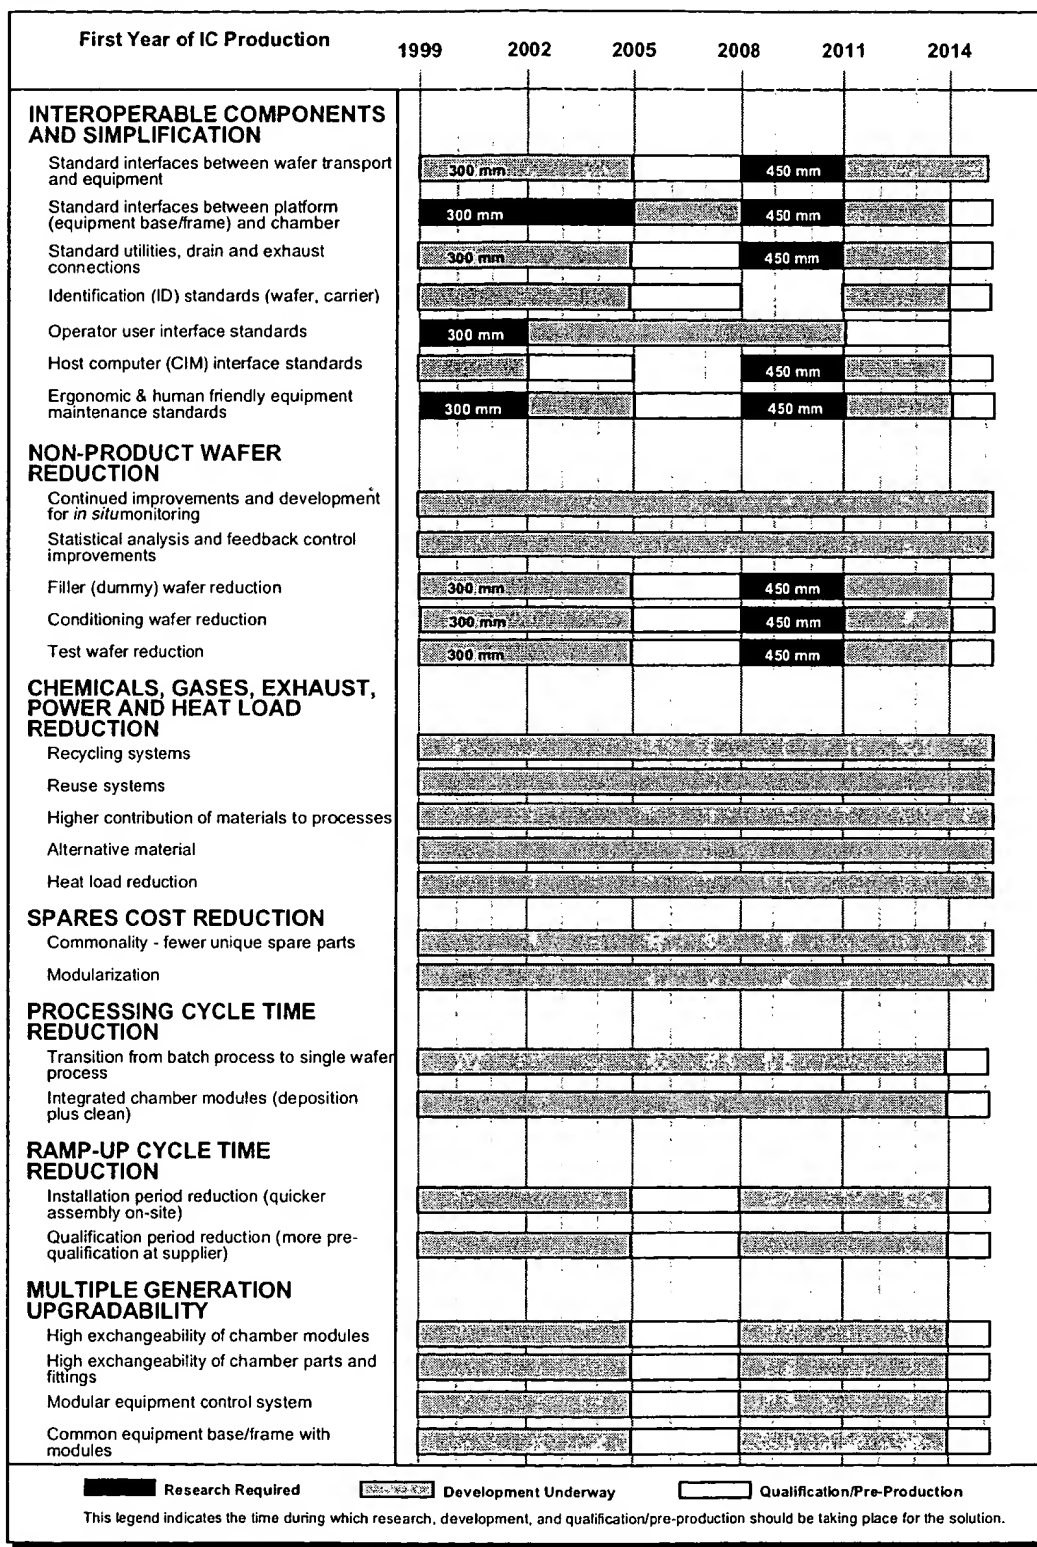 First Year of IC Production
1999 2002 2005 2008 2011 2014
INTEROPERABLE COMPONENTS
AND SIMPLIFICATION
Standard interfaces between wafer transport
and equipment
300 mm 450 mm
Standard interfaces between platform
(equipment base/frame) and chamber
300 mm 450 mm
Standard utilities, drain and exhaust
connections
300 mm 450 mm
Identification (ID) standards (wafer, carrier)
Operator user interface standards
300 mm
Host computer (CIM) interface standards
450 mm
Ergonomic & human friendly equipment
maintenance standards
300 mm 450 mm
NON-PRODUCT WAFER
REDUCTION
Continued improvements and development
for in situmonitoring
Statistical analysis and feedback control
improvements
Filler (dummy) wafer reduction
300 mm 450 mm
Conditioning wafer reduction
300 mm 450 mm
Test wafer reduction
300 mm 450 mm
CHEMICALS, GASES, EXHAUST,
POWER AND HEAT LOAD
REDUCTION
Recycling systems
Reuse systems
Higher contribution of materials to processes
Alternative material
Heat load reduction
SPARES COST REDUCTION
Commonality - fewer unique spare parts
Modularization
PROCESSING CYCLE TIME
REDUCTION
Transition from batch process to single wafer
process
Integrated chamber modules (deposition
plus clean)
RAMP-UP CYCLE TIME
REDUCTION
Installation period reduction (quicker
assembly on-site)
Qualification period reduction (more pre-
qualification at supplier)
MULTIPLE GENERATION
UPGRADABILITY
High exchangeability of chamber modules
High exchangeability of chamber parts and
fittings
Modular equipment control system
Common equipment base/frame with
modules
Research Required Development Underway Qualification/Pre-Production
This legend indicates the time during which research, development, and qualification/pre-production should be taking place for the solution.